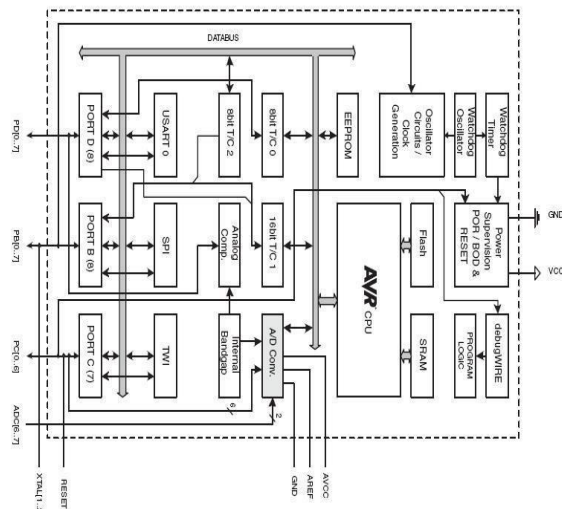 DATABUS
PD[0..7]
PORT D (8)
USART 0
8bit T/C 2
8bit T/C 0
EEPROM
Oscillator
Circuits /
Clock
Generation
Watchdog
Oscillator
Watchdog
Timer
PB[0..7]
PORT B (8)
SPI
Analog
Comp.
16bit T/C 1
AVR CPU
Flash
Power
Supervision
POR / BOD &
RESET
GND
VCC
PC[0..6]
PORT C (7)
TWI
Internal
Bandgap
A/D Conv.
SRAM
PROGRAM
LOGIC
debugWIRE
6
2
ADC[6..7]
XTAL[1..
RESET
GND
AREF
AVCC